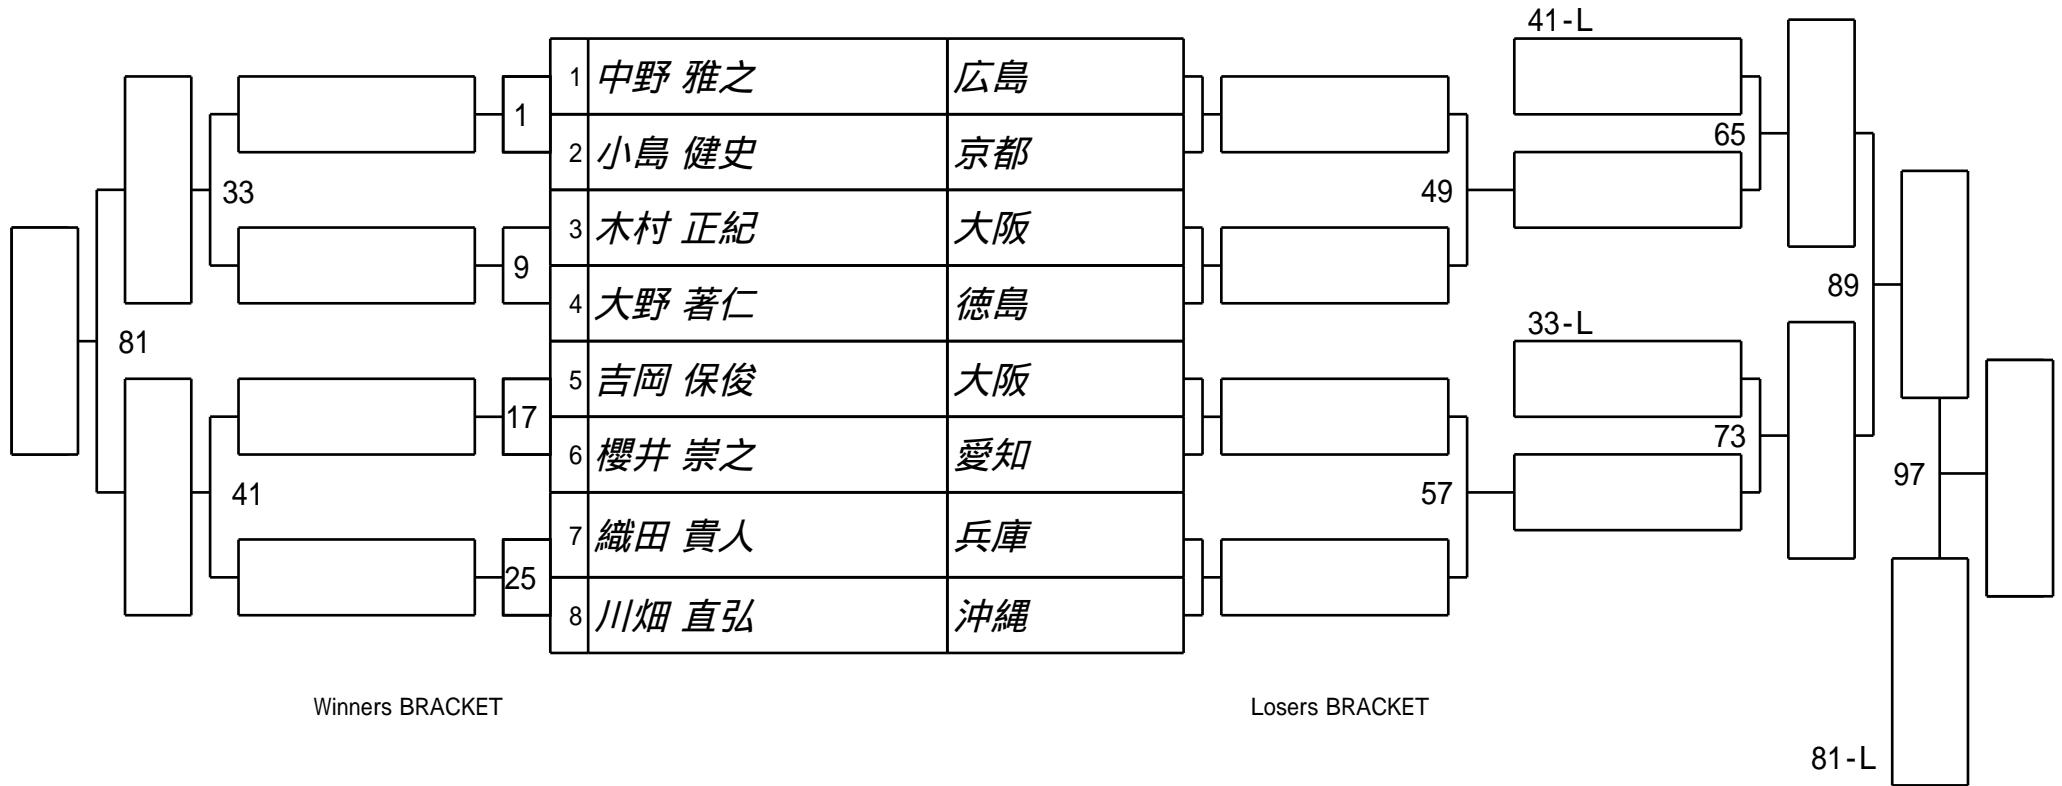 41-L
1 中野 雅之 広島
1
2 小島 健史 京都
65
33
49
3 木村 正紀 大阪
9
4 大野 著仁 徳島
89
81
33-L
5 吉岡 保俊 大阪
17
6 櫻井 崇之 愛知
73
41
57
97
7 織田 貴人 兵庫
25
8 川畑 直弘 沖縄
Winners BRACKET
Losers BRACKET
81-L